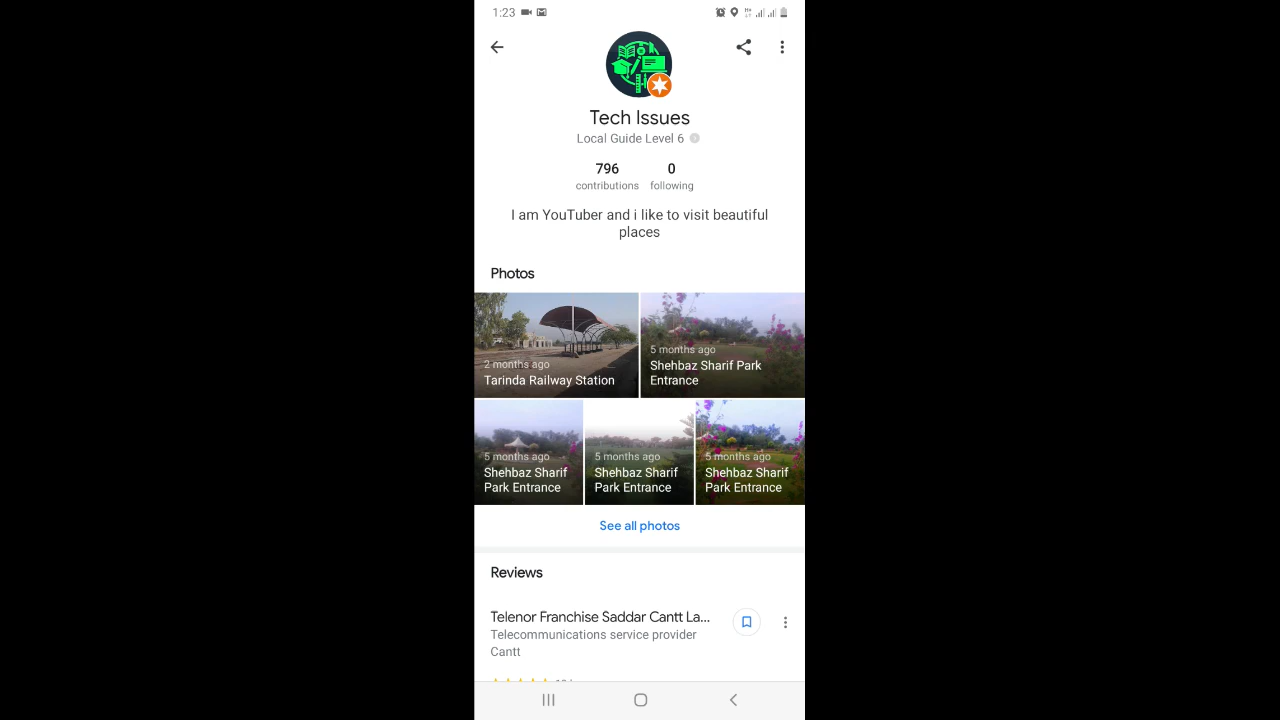 1:23
Tech Issues
Local Guide Level 6
796 0
contributions following
I am YouTuber and i like to visit beautiful
places
Photos
2 months ago
Tarinda Railway Station
5 months ago
Shehbaz Sharif Park
Entrance
5 months ago
Shehbaz Sharif
Park Entrance
5 months ago
Shehbaz Sharif
Park Entrance
5 months ago
Shehbaz Sharif
Park Entrance
See all photos
Reviews
Telenor Franchise Saddar Cantt La...
Telecommunications service provider
Cantt